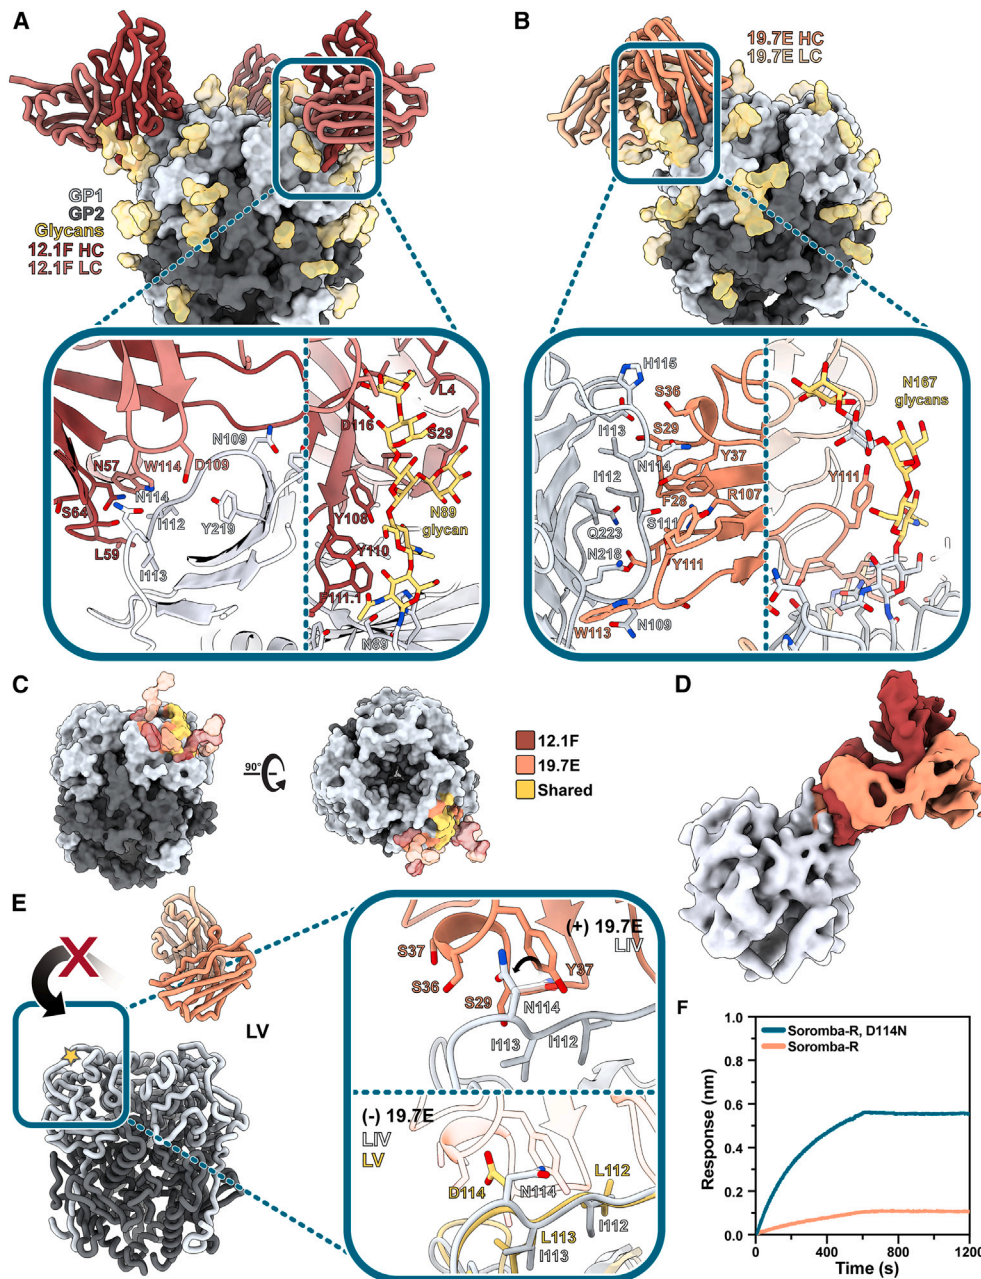 A
GP1
GP2
Glycans
12.1F HC
12.1F LC
L4
D116
S29
N109
N57
W114
D109
N114
S64
I112
Y219
L59
I113
Y108
N89
glycan
Y110
F111.1
N89
B
19.7E HC
19.7E LC
H115
S36
I113
S29
N114
Y37
I112
F28
R107
S111
Q223
N218
Y111
W113
N109
N167
glycans
Y111
C
90°
12.1F
19.7E
Shared
D
E
X
LV
(+) 19.7E
LIV
S37
S36
Y37
S29
N114
I113
I112
(-) 19.7E
LIV
LV
L112
D114
N114
I112
L113
I113
F
Soromba-R, D114N
Soromba-R
Response (nm)
1.0
0.8
0.6
0.4
0.2
0.0
0
400
800
1200
Time (s)